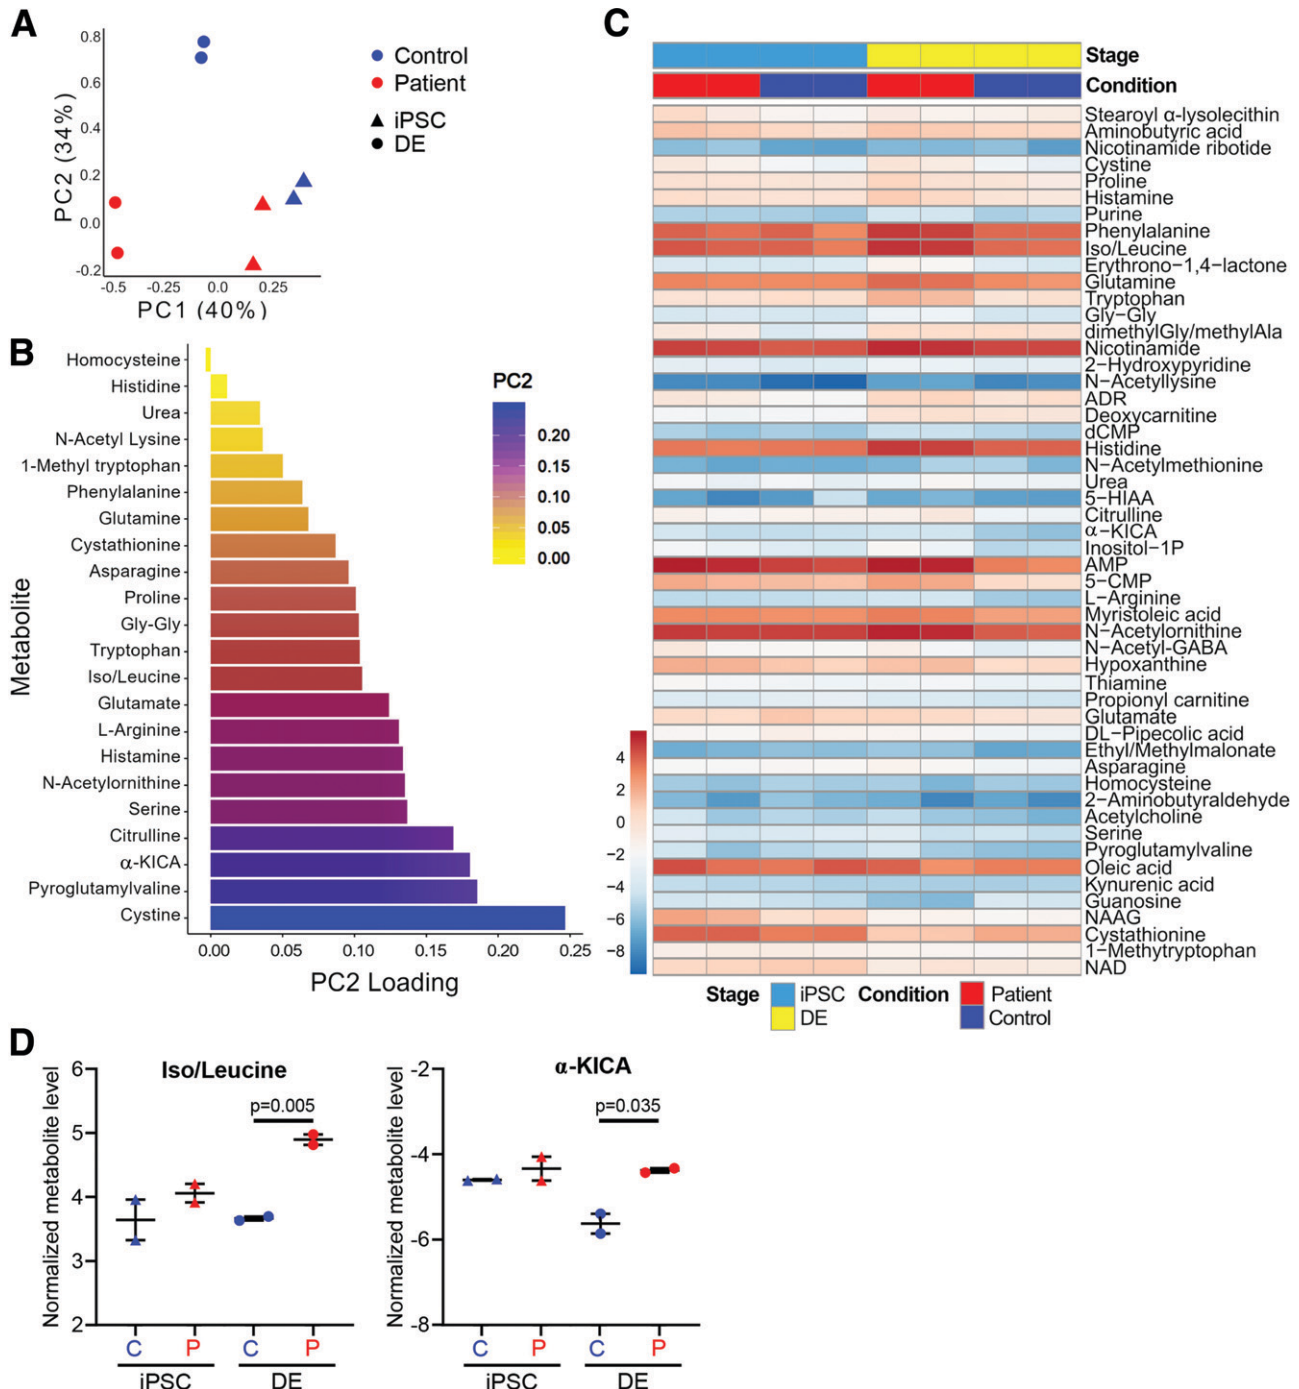 A
0.8
0.6
0.4
0.2
0.0
-0.2
PC2 (34%)
-0.5
-0.25
0.0
0.25
PC1 (40%)
Control
Patient
iPSC
DE
B
Homocysteine
Histidine
Urea
N-Acetyl Lysine
1-Methyl tryptophan
Phenylalanine
Glutamine
Cystathionine
Asparagine
Proline
Gly-Gly
Tryptophan
Iso/Leucine
Glutamate
L-Arginine
Histamine
N-Acetylornithine
Serine
Citrulline
α-KICA
Pyroglutamylvaline
Cystine
Metabolite
0.00
0.05
0.10
0.15
0.20
0.25
PC2 Loading
PC2
0.20
0.15
0.10
0.05
0.00
C
Stage
Condition
Stearoyl α-lysolecithin
Aminobutyric acid
Nicotinamide ribotide
Cystine
Proline
Histamine
Purine
Phenylalanine
Iso/Leucine
Erythrono−1,4−lactone
Glutamine
Tryptophan
Gly−Gly
dimethylGly/methylAla
Nicotinamide
2−Hydroxypyridine
N−Acetyllysine
ADR
Deoxycarnitine
dCMP
Histidine
N−Acetylmethionine
Urea
5−HIAA
Citrulline
α−KICA
Inositol−1P
AMP
5−CMP
L−Arginine
Myristoleic acid
N−Acetylornithine
N−Acetyl-GABA
Hypoxanthine
Thiamine
Propionyl carnitine
Glutamate
DL−Pipecolic acid
Ethyl/Methylmalonate
Asparagine
Homocysteine
2−Aminobutyraldehyde
Acetylcholine
Serine
Pyroglutamylvaline
Oleic acid
Kynurenic acid
Guanosine
NAAG
Cystathionine
1−Methytryptophan
NAD
4
2
0
−2
−4
−6
−8
Stage
iPSC
DE
Condition
Patient
Control
D
Iso/Leucine
Normalized metabolite level
6
5
4
3
2
p=0.005
C
P
C
P
iPSC
DE
α-KICA
Normalized metabolite level
-2
-4
-6
-8
p=0.035
C
P
C
P
iPSC
DE